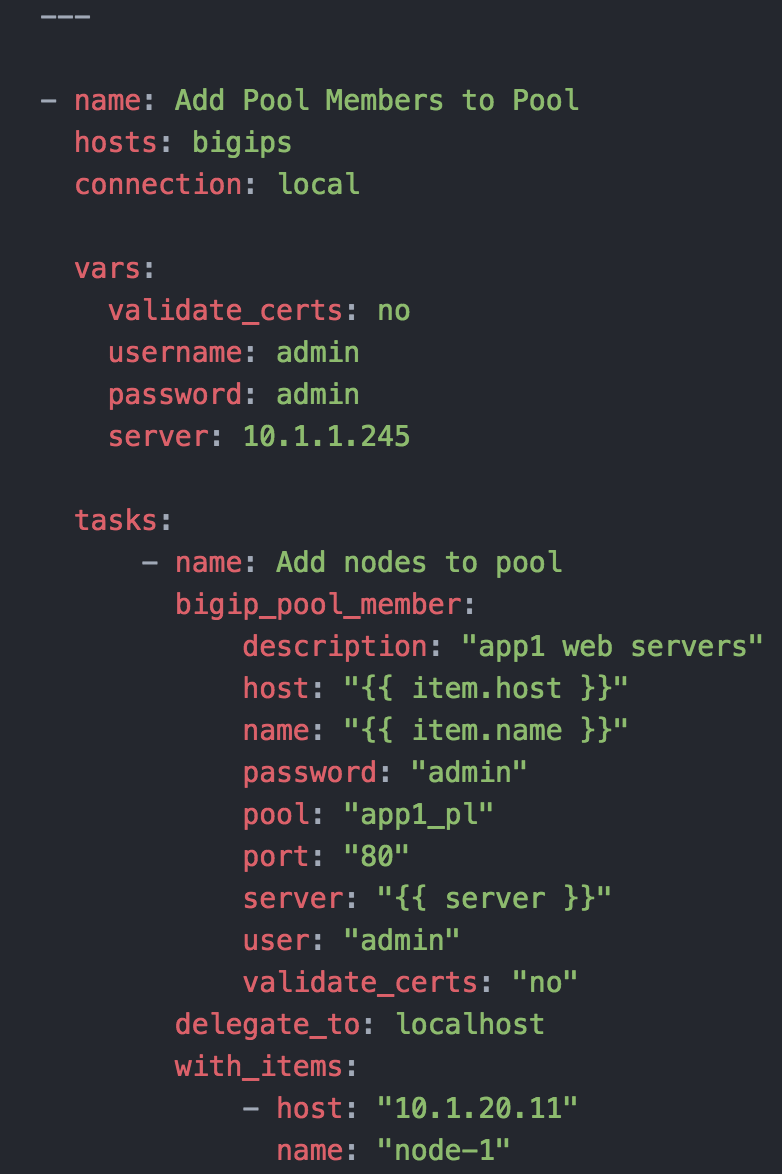 ---
- name: Add Pool Members to Pool
  hosts: bigips
  connection: local
  vars:
    validate_certs: no
    username: admin
    password: admin
    server: 10.1.1.245
  tasks:
      - name: Add nodes to pool
        bigip_pool_member:
            description: "app1 web servers"
            host: "{{ item.host }}"
            name: "{{ item.name }}"
            password: "admin"
            pool: "app1_pl"
            port: "80"
            server: "{{ server }}"
            user: "admin"
            validate_certs: "no"
        delegate_to: localhost
        with_items:
            - host: "10.1.20.11"
              name: "node-1"